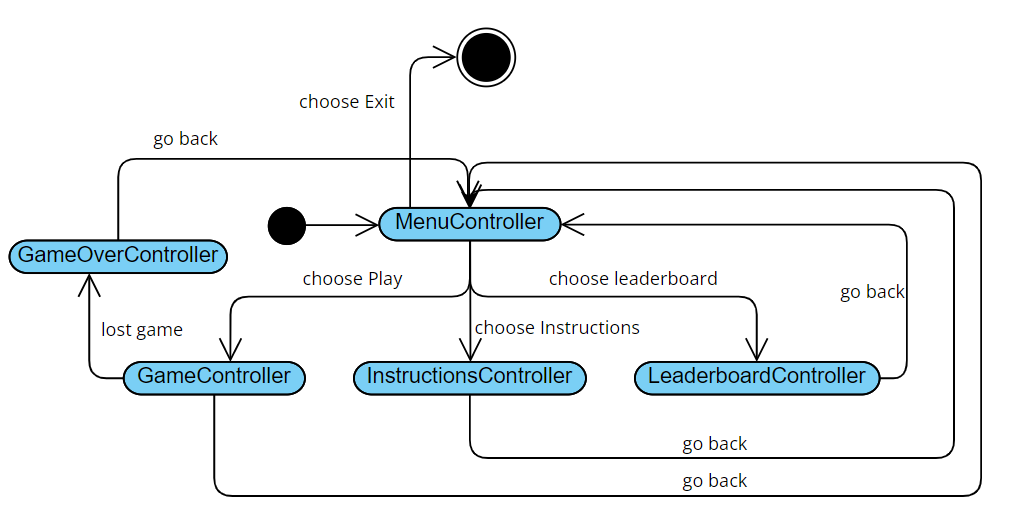 choose Exit
go back
MenuController
GameOverController
choose Play
choose leaderboard
go back
lost game
choose Instructions
GameController
InstructionsController
LeaderboardController
go back
go back